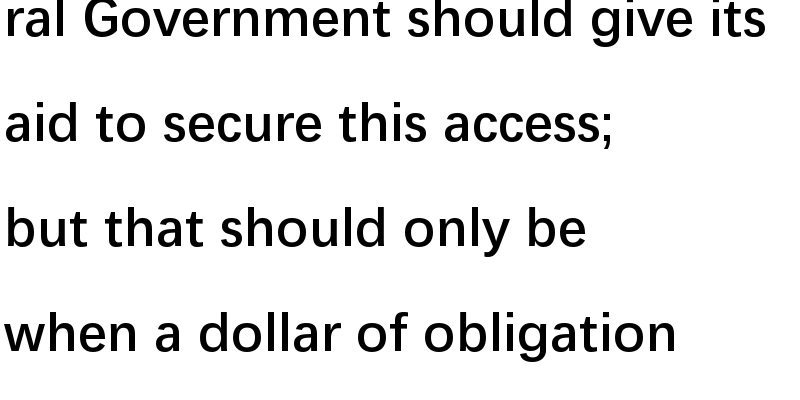 ral Government should give its
aid to secure this access;
but that should only be
when a dollar of obligation